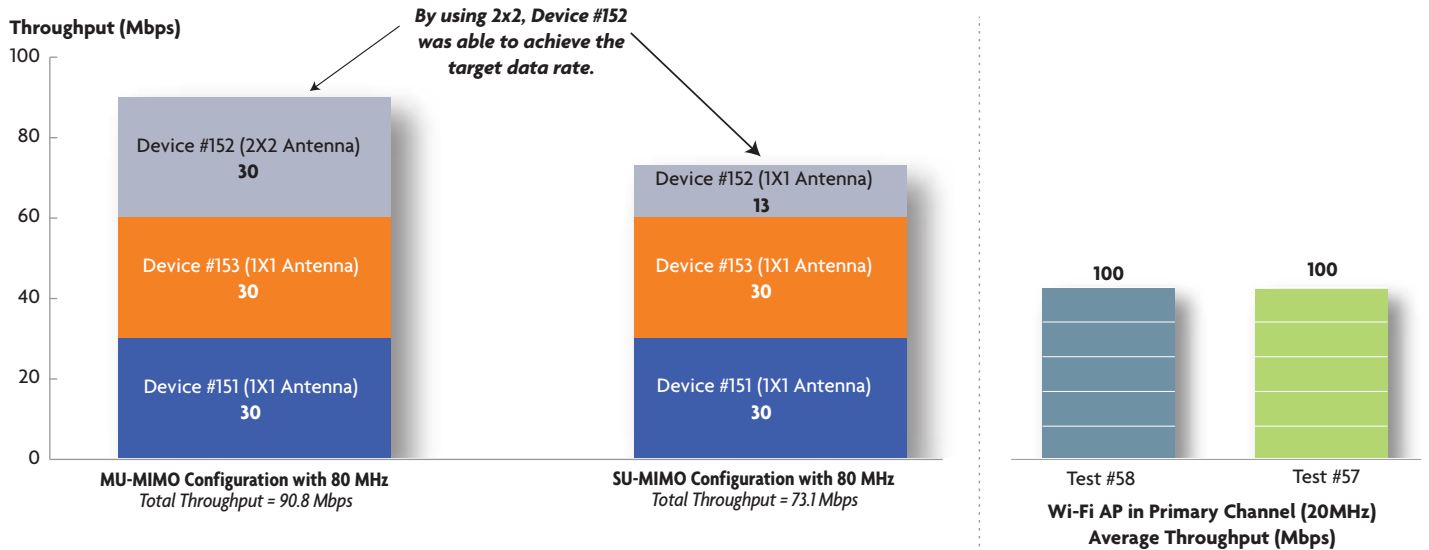 Throughput (Mbps)
By using 2x2, Device #152
was able to achieve the
target data rate.
100
80
60
40
20
0
Device #152 (2X2 Antenna)
30
Device #153 (1X1 Antenna)
30
Device #151 (1X1 Antenna)
30
MU-MIMO Configuration with 80 MHz
Total Throughput = 90.8 Mbps
Device #152 (1X1 Antenna)
13
Device #153 (1X1 Antenna)
30
Device #151 (1X1 Antenna)
30
SU-MIMO Configuration with 80 MHz
Total Throughput = 73.1 Mbps
100
100
Test #58
Test #57
Wi-Fi AP in Primary Channel (20MHz)
Average Throughput (Mbps)